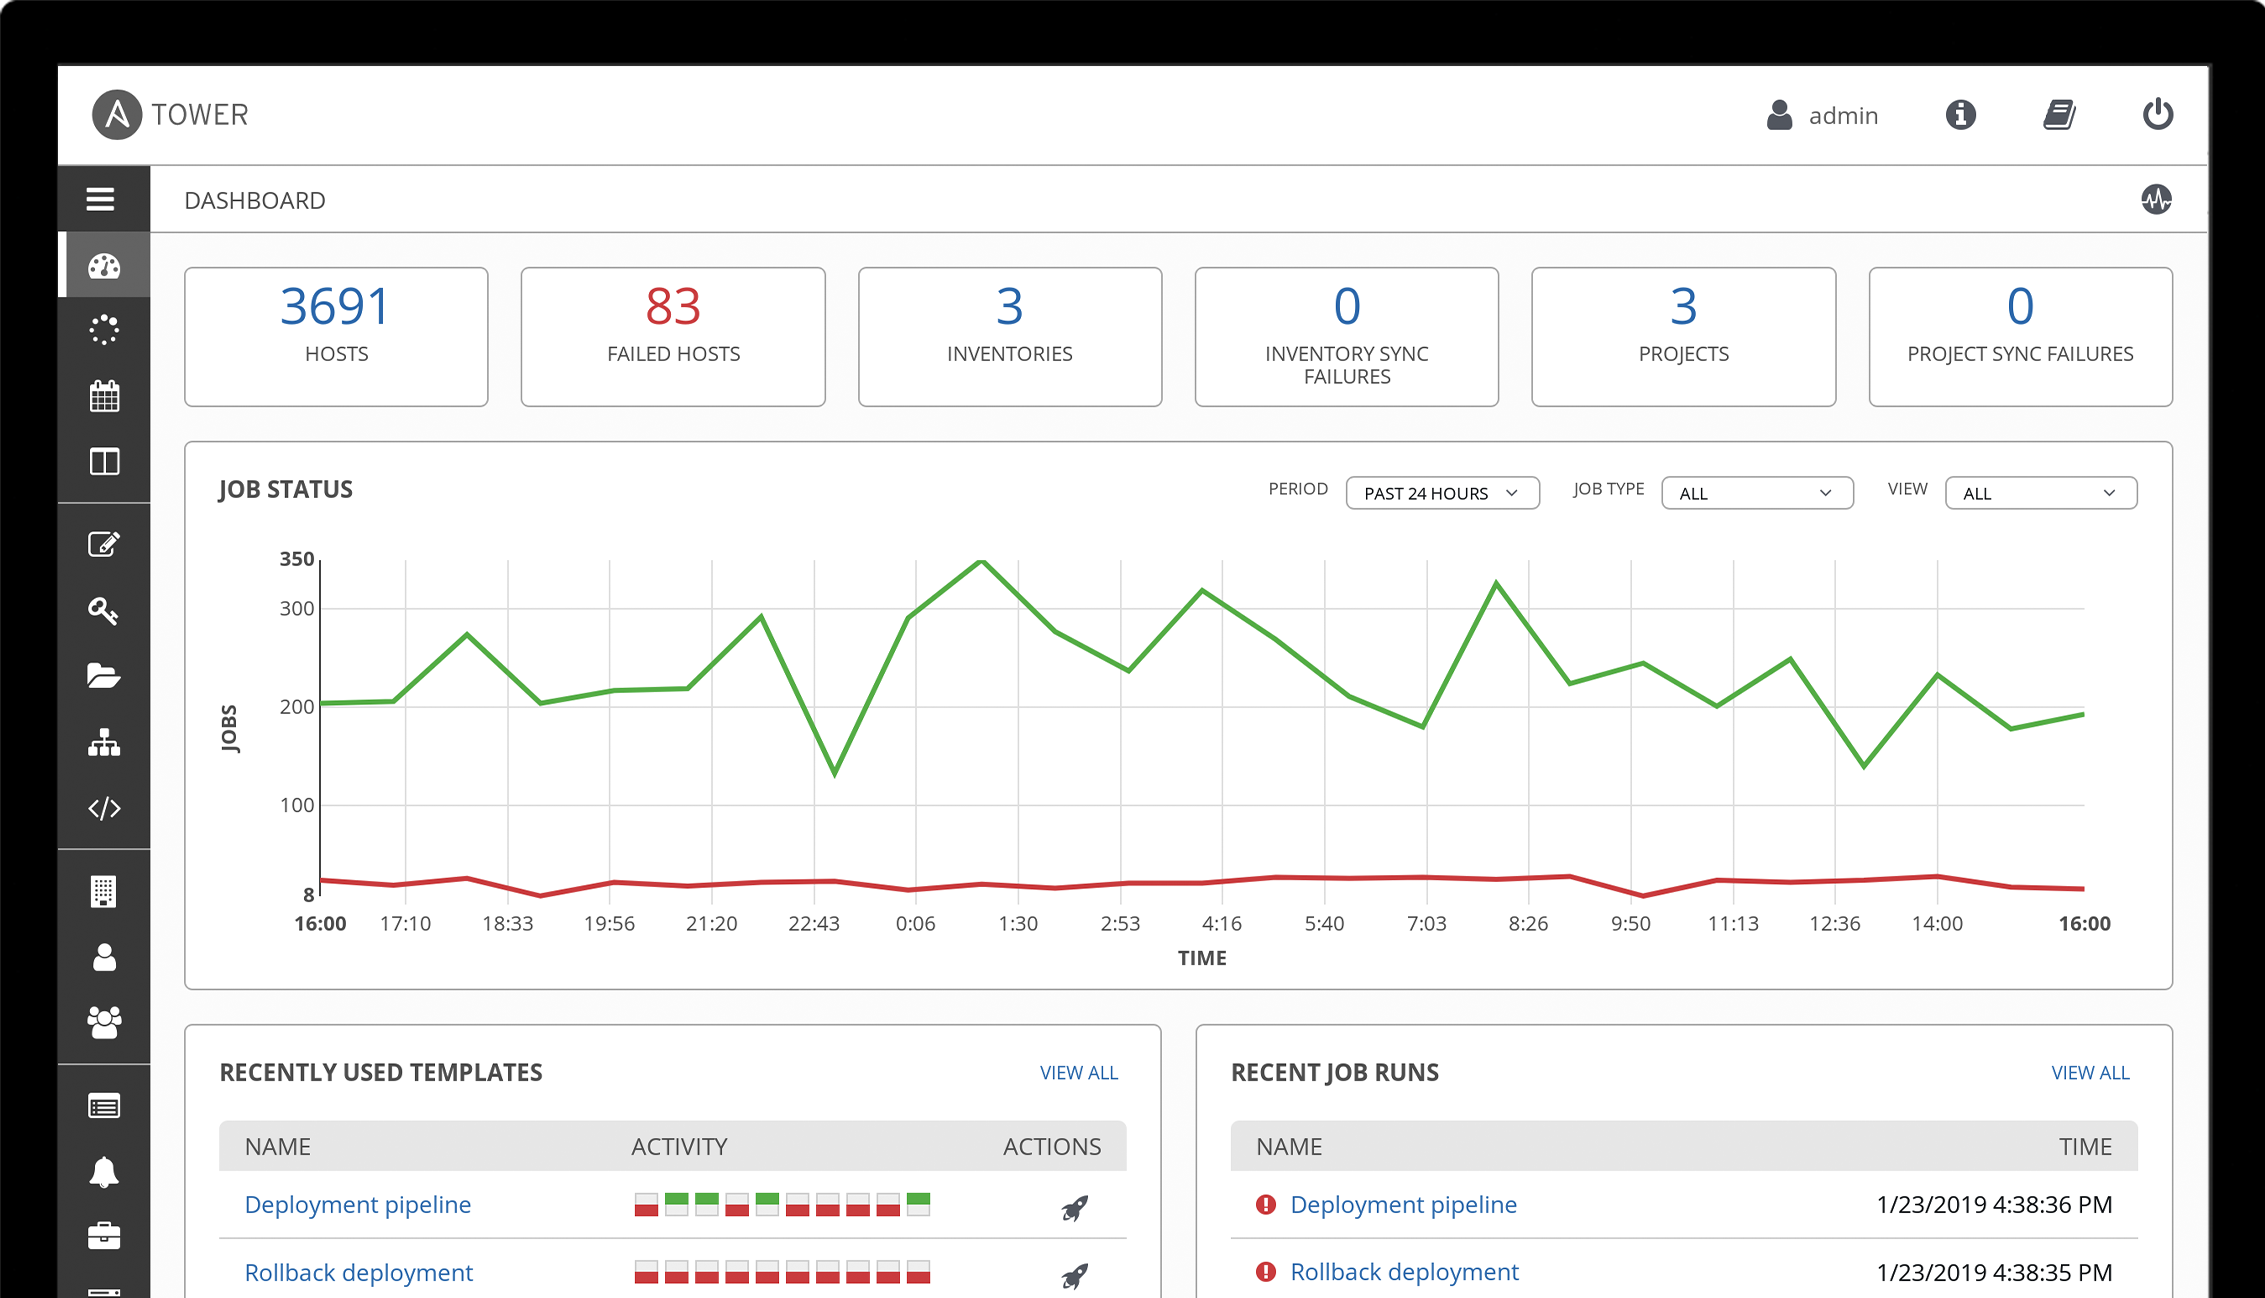 TOWER
admin
DASHBOARD
3691
HOSTS
83
FAILED HOSTS
3
INVENTORIES
0
INVENTORY SYNC
FAILURES
3
PROJECTS
0
PROJECT SYNC FAILURES
JOB STATUS
PERIOD PAST 24 HOURS JOB TYPE ALL VIEW ALL
350
300
200
100
8
JOBS
16:00 17:10 18:33 19:56 21:20 22:43 0:06 1:30 2:53 4:16 5:40 7:03 8:26 9:50 11:13 12:36 14:00 16:00
TIME
RECENTLY USED TEMPLATES VIEW ALL
NAME ACTIVITY ACTIONS
Deployment pipeline
Rollback deployment
RECENT JOB RUNS VIEW ALL
NAME TIME
Deployment pipeline 1/23/2019 4:38:36 PM
Rollback deployment 1/23/2019 4:38:35 PM